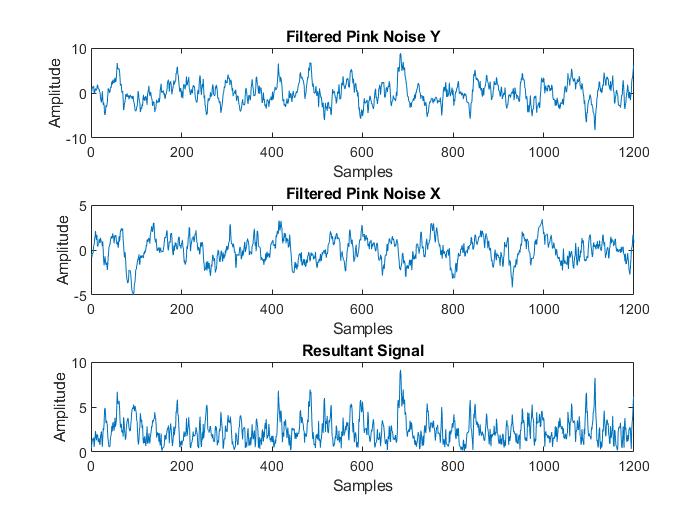 Filtered Pink Noise Y
10
0
-10
Amplitude
0 200 400 600 800 1000 1200
Samples
Filtered Pink Noise X
5
0
-5
Amplitude
0 200 400 600 800 1000 1200
Samples
Resultant Signal
10
5
0
Amplitude
0 200 400 600 800 1000 1200
Samples